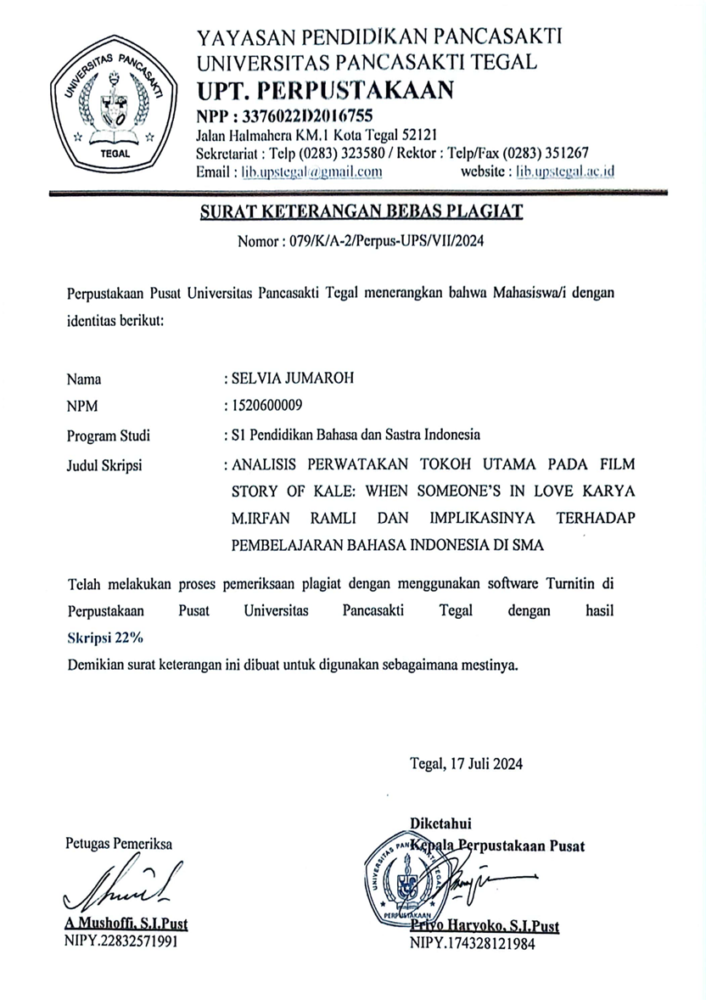 YAYASAN PENDIDIKAN PANCASAKTI
UNIVERSITAS PANCASAKTI TEGAL
UPT. PERPUSTAKAAN
NPP : 3376022D2016755
Jalan Halmahera KM.1 Kota Tegal 52121
Sekretariat : Telp (0283) 323580 / Rektor : Telp/Fax (0283) 351267
Email : lib.upstegal@gmail.com website : lib.upstegal.ac.id
UNIVERSITAS PANCASAKTI
TEGAL
SURAT KETERANGAN BEBAS PLAGIAT
Nomor : 079/K/A-2/Perpus-UPS/VII/2024
Perpustakaan Pusat Universitas Pancasakti Tegal menerangkan bahwa Mahasiswa/i dengan
identitas berikut:
Nama : SELVIA JUMAROH
NPM : 1520600009
Program Studi : S1 Pendidikan Bahasa dan Sastra Indonesia
Judul Skripsi : ANALISIS PERWATAKAN TOKOH UTAMA PADA FILM
STORY OF KALE: WHEN SOMEONE'S IN LOVE KARYA
M.IRFAN RAMLI DAN IMPLIKASINYA TERHADAP
PEMBELAJARAN BAHASA INDONESIA DI SMA
Telah melakukan proses pemeriksaan plagiat dengan menggunakan software Turnitin di
Perpustakaan Pusat Universitas Pancasakti Tegal dengan hasil
Skripsi 22%
Demikian surat keterangan ini dibuat untuk digunakan sebagaimana mestinya.
Tegal, 17 Juli 2024
Diketahui
Petugas Pemeriksa
Kepala Perpustakaan Pusat
UNIVERSITAS PANCASAKTI TEGAL
PERPUSTAKAAN
A Mushoffi, S.I.Pust
NIPY.22832571991
Priyo Haryoko, S.I.Pust
NIPY.174328121984